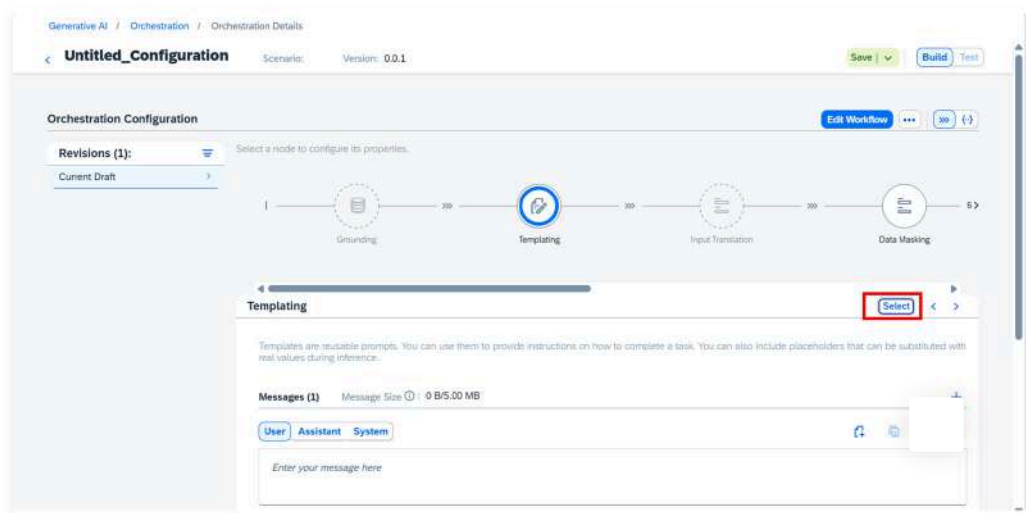 Generative AI / Orchestration / Orchestration Details
Untitled_Configuration Scenario: Version: 0.0.1 Save Build Test
Orchestration Configuration Edit Workflow
Revisions (1): Select a node to configure its properties.
Current Draft
Grounding Templating Input Translation Data Masking
6
Templating Select
Templates are reusable prompts. You can use them to provide instructions on how to complete a task. You can also include placeholders that can be substituted with
real values during inference.
Messages (1) Message Size : 0 B/5.00 MB
User Assistant System
Enter your message here